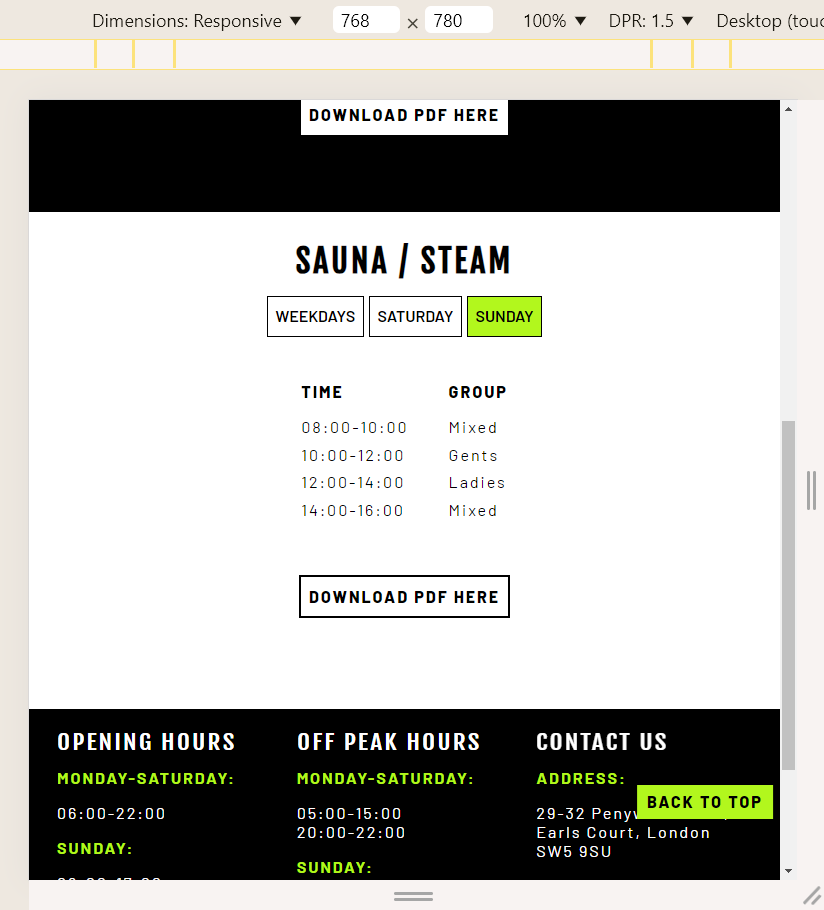 Dimensions: Responsive ▼ 768 × 780 100% ▼ DPR: 1.5 ▼ Desktop
DOWNLOAD PDF HERE
SAUNA / STEAM
WEEKDAYS SATURDAY SUNDAY
TIME GROUP
08:00-10:00 Mixed
10:00-12:00 Gents
12:00-14:00 Ladies
14:00-16:00 Mixed
DOWNLOAD PDF HERE
OPENING HOURS OFF PEAK HOURS CONTACT US
MONDAY-SATURDAY: MONDAY-SATURDAY: ADDRESS:
BACK TO TOP
06:00-22:00 05:00-15:00 29-32
20:00-22:00 Earls Court, London
SUNDAY: SW5 9SU
SUNDAY: